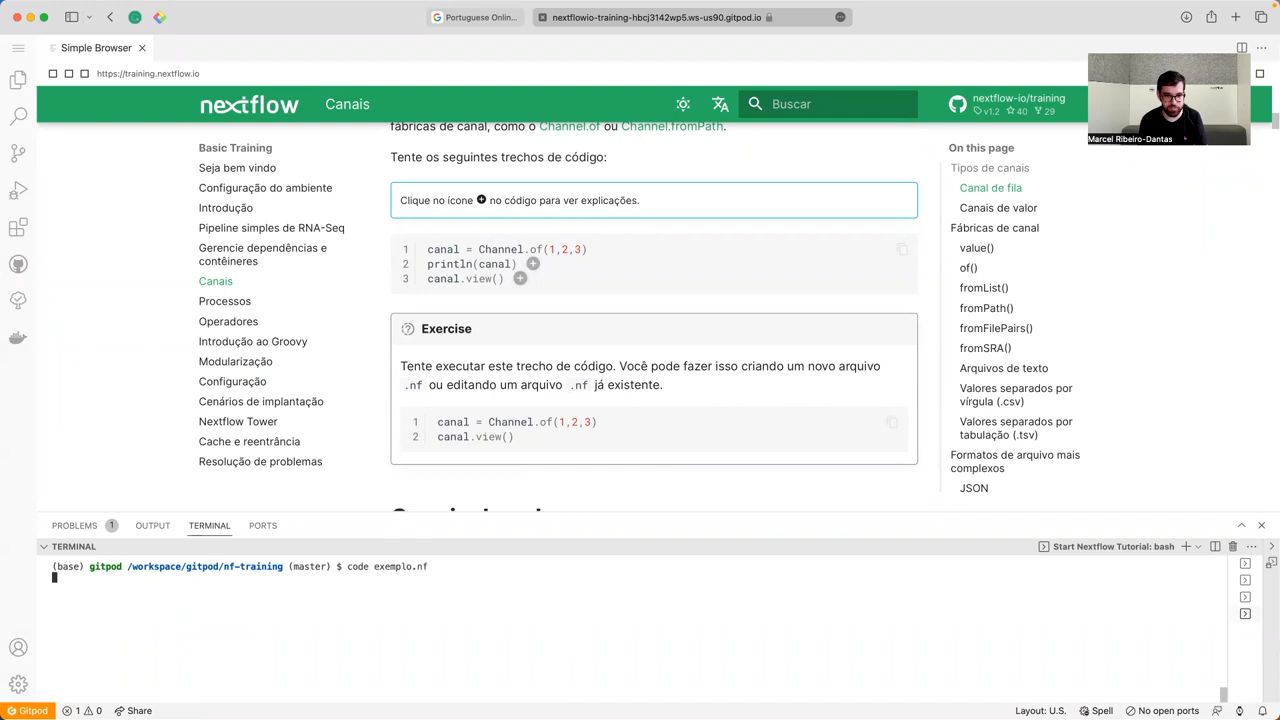 Portuguese Onlin...
nextflowio-training-hbcj3142wp5.ws-us90.gitpod.io
Simple Browser
https://training.nextflow.io
nextflow
Canais
Buscar
nextflow-io/training
v1.2 40 29
Marcel Ribeiro-Dantas
Basic Training
Seja bem vindo
Configuração do ambiente
Introdução
Pipeline simples de RNA-Seq
Gerencie dependências e
contêineres
Canais
Processos
Operadores
Introdução ao Groovy
Modularização
Configuração
Cenários de implantação
Nextflow Tower
Cache e reentrância
Resolução de problemas
fábricas de canal, como o Channel.of ou Channel.fromPath.
Tente os seguintes trechos de código:
Clique no ícone no código para ver explicações.
1 canal = Channel.of(1,2,3)
2 println(canal)
3 canal.view()
Exercise
Tente executar este trecho de código. Você pode fazer isso criando um novo arquivo
.nf ou editando um arquivo .nf já existente.
1 canal = Channel.of(1,2,3)
2 canal.view()
On this page
Tipos de canais
Canal de fila
Canais de valor
Fábricas de canal
value()
of()
fromList()
fromPath()
fromFilePairs()
fromSRA()
Arquivos de texto
Valores separados por
vírgula (.csv)
Valores separados por
tabulação (.tsv)
Formatos de arquivo mais
complexos
JSON
PROBLEMS 1 OUTPUT TERMINAL PORTS
TERMINAL
Start Nextflow Tutorial: bash
(base) gitpod /workspace/gitpod/nf-training (master) $ code exemplo.nf
Gitpod 1 0 Share
Layout: U.S. Spell No open ports